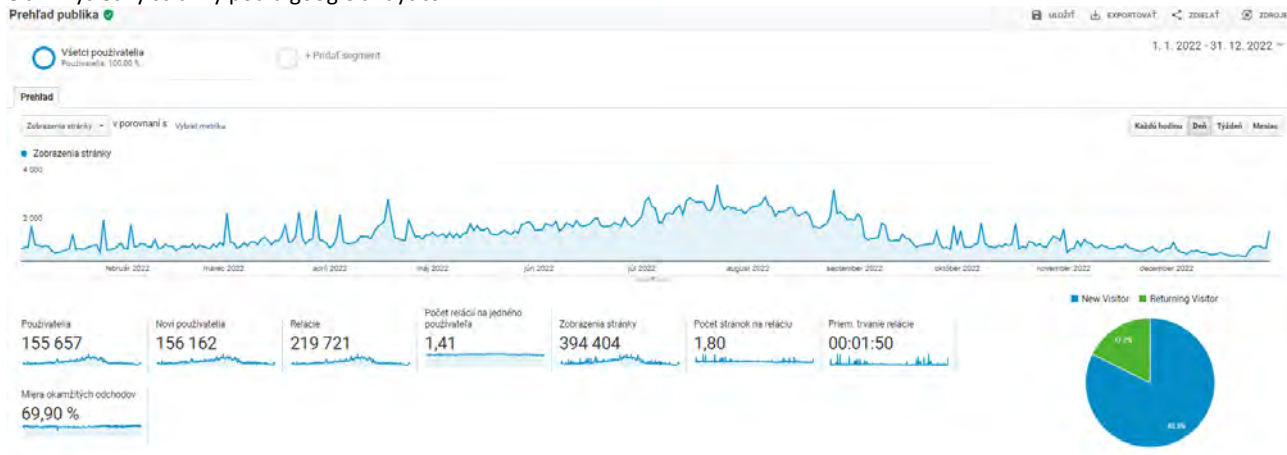 Prehľad publika
ULOŽIŤ EXPORTOVAŤ ZDIEĽAŤ ZDROJE
Všetci používatelia
Používatelia: 100.00 %
+ Pridať segment
1. 1. 2022 - 31. 12. 2022
Prehľad
Zobrazenia stránky v porovnaní s Vybrať metriku
Každú hodinu Deň Týždeň Mesiac
Zobrazenia stránky
4 000
2 000
február 2022 marec 2022 apríl 2022 máj 2022 jún 2022 júl 2022 august 2022 september 2022 október 2022 november 2022 december 2022
New Visitor Returning Visitor
Používatelia
155 657
Noví používatelia
156 162
Relácie
219 721
Počet relácií na jedného
používateľa
1,41
Zobrazenia stránky
394 404
Počet stránok na reláciu
1,80
Priem. trvanie relácie
00:01:50
Miera okamžitých odchodov
69,90 %